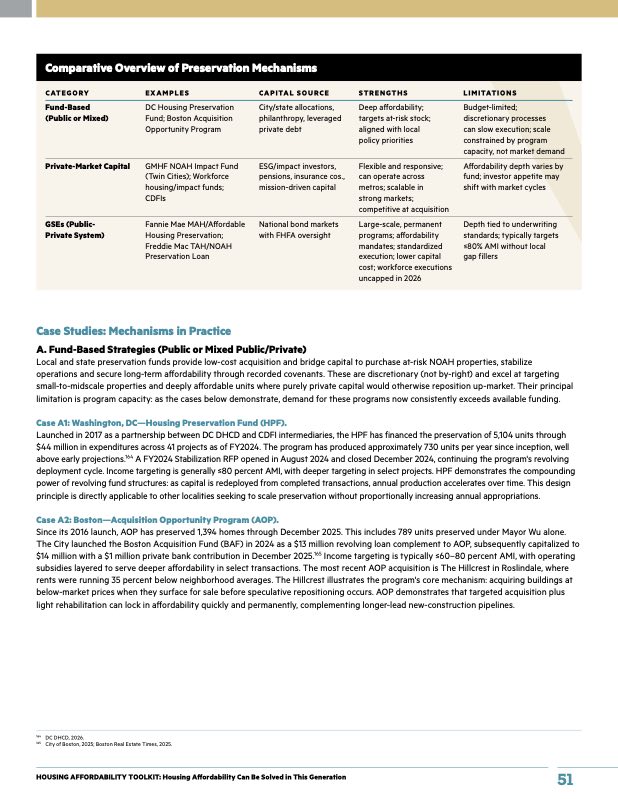 Comparative Overview of Preservation Mechanisms
CATEGORY EXAMPLES CAPITAL SOURCE STRENGTHS LIMITATIONS
Fund-Based
(Public or Mixed)
DC Housing Preservation
Fund; Boston Acquisition
Opportunity Program
City/state allocations,
philanthropy, leveraged
private debt
Deep affordability;
targets at-risk stock;
aligned with local
policy priorities
Budget-limited;
discretionary processes
can slow execution; scale
constrained by program
capacity, not market demand
Private-Market Capital
GMHF NOAH Impact Fund
(Twin Cities); Workforce
housing/impact funds;
CDFIs
ESG/impact investors,
pensions, insurance cos.,
mission-driven capital
Flexible and responsive;
can operate across
metros; scalable in
strong markets;
competitive at acquisition
Affordability depth varies by
fund; investor appetite may
shift with market cycles
GSEs (Public-
Private System)
Fannie Mae MAH/Affordable
Housing Preservation;
Freddie Mac TAH/NOAH
Preservation Loan
National bond markets
with FHFA oversight
Large-scale, permanent
programs; affordability
mandates; standardized
execution; lower capital
cost; workforce executions
uncapped in 2026
Depth tied to underwriting
standards; typically targets
≤80% AMI without local
gap fillers
Case Studies: Mechanisms in Practice
A. Fund-Based Strategies (Public or Mixed Public/Private)
Local and state preservation funds provide low-cost acquisition and bridge capital to purchase at-risk NOAH properties, stabilize
operations and secure long-term affordability through recorded covenants. These are discretionary (not by-right) and excel at targeting
small-to-midscale properties and deeply affordable units where purely private capital would otherwise reposition up-market. Their principal
limitation is program capacity: as the cases below demonstrate, demand for these programs now consistently exceeds available funding.
Case A1: Washington, DC—Housing Preservation Fund (HPF).
Launched in 2017 as a partnership between DC DHCD and CDFI intermediaries, the HPF has financed the preservation of 5,104 units through
$44 million in expenditures across 41 projects as of FY2024. The program has produced approximately 730 units per year since inception, well
above early projections.¹⁶⁴ A FY2024 Stabilization RFP opened in August 2024 and closed December 2024, continuing the program's revolving
deployment cycle. Income targeting is generally ≤80 percent AMI, with deeper targeting in select projects. HPF demonstrates the compounding
power of revolving fund structures: as capital is redeployed from completed transactions, annual production accelerates over time. This design
principle is directly applicable to other localities seeking to scale preservation without proportionally increasing annual appropriations.
Case A2: Boston—Acquisition Opportunity Program (AOP).
Since its 2016 launch, AOP has preserved 1,394 homes through December 2025. This includes 789 units preserved under Mayor Wu alone.
The City launched the Boston Acquisition Fund (BAF) in 2024 as a $13 million revolving loan complement to AOP, subsequently capitalized to
$14 million with a $1 million private bank contribution in December 2025.¹⁶⁵ Income targeting is typically ≤60–80 percent AMI, with operating
subsidies layered to serve deeper affordability in select transactions. The most recent AOP acquisition is The Hillcrest in Roslindale, where
rents were running 35 percent below neighborhood averages. The Hillcrest illustrates the program's core mechanism: acquiring buildings at
below-market prices when they surface for sale before speculative repositioning occurs. AOP demonstrates that targeted acquisition plus
light rehabilitation can lock in affordability quickly and permanently, complementing longer-lead new-construction pipelines.
¹⁶⁴ DC DHCD, 2026.
¹⁶⁵ City of Boston, 2025; Boston Real Estate Times, 2025.
HOUSING AFFORDABILITY TOOLKIT: Housing Affordability Can Be Solved in This Generation
51